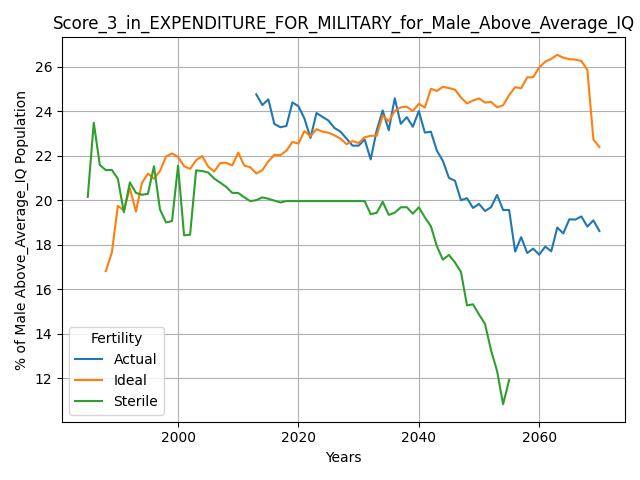 Score_3_in_EXPENDITURE_FOR_MILITARY_for_Male_Above_Average_IQ
% of Male Above_Average_IQ Population
26
24
22
20
18
16
14
12
Fertility
Actual
Ideal
Sterile
2000 2020 2040 2060
Years